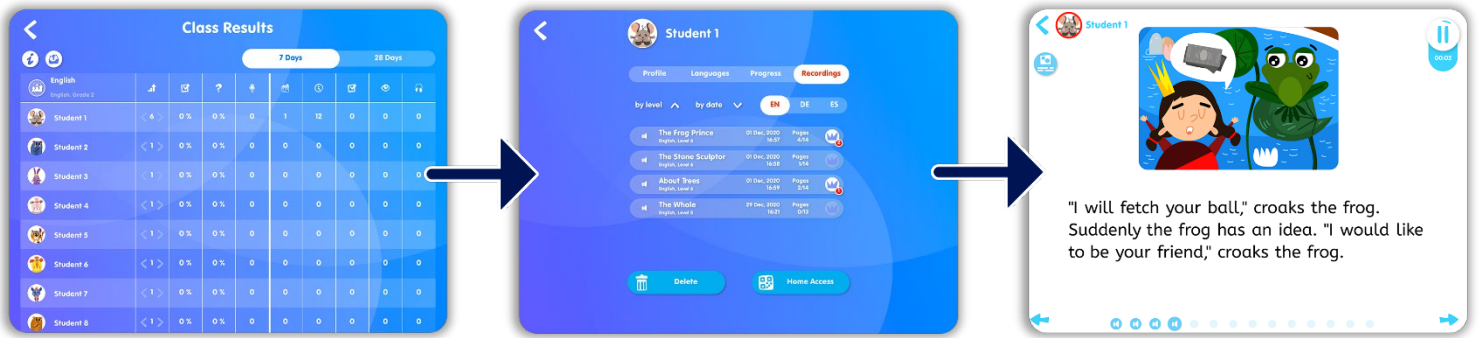 Class Results
7 Days
28 Days
English
English, Grade 2
?
Student 1 6 0 % 0 % 0 1 12 0 0 0
Student 2 1 0 % 0 % 0 0 0 0 0 0
Student 3 1 0 % 0 % 0 0 0 0 0 0
Student 4 1 0 % 0 % 0 0 0 0 0 0
Student 5 1 0 % 0 % 0 0 0 0 0 0
Student 6 1 0 % 0 % 0 0 0 0 0 0
Student 7 1 0 % 0 % 0 0 0 0 0 0
Student 8 1 0 % 0 % 0 0 0 0 0 0
Student 1
Profile Languages Progress Recordings
by level by date EN DE ES
The Frog Prince 01 Dec, 2020 Pages
English, Level 6 16:57 4/14
The Stone Sculptor 01 Dec, 2020 Pages
English, Level 6 16:58 1/14
About Trees 01 Dec, 2020 Pages
English, Level 6 16:59 2/14
The Whale 29 Dec, 2020 Pages
English, Level 6 16:21 0/12
Delete Home Access
Student 1
00:02
"I will fetch your ball," croaks the frog.
Suddenly the frog has an idea. "I would like
to be your friend," croaks the frog.